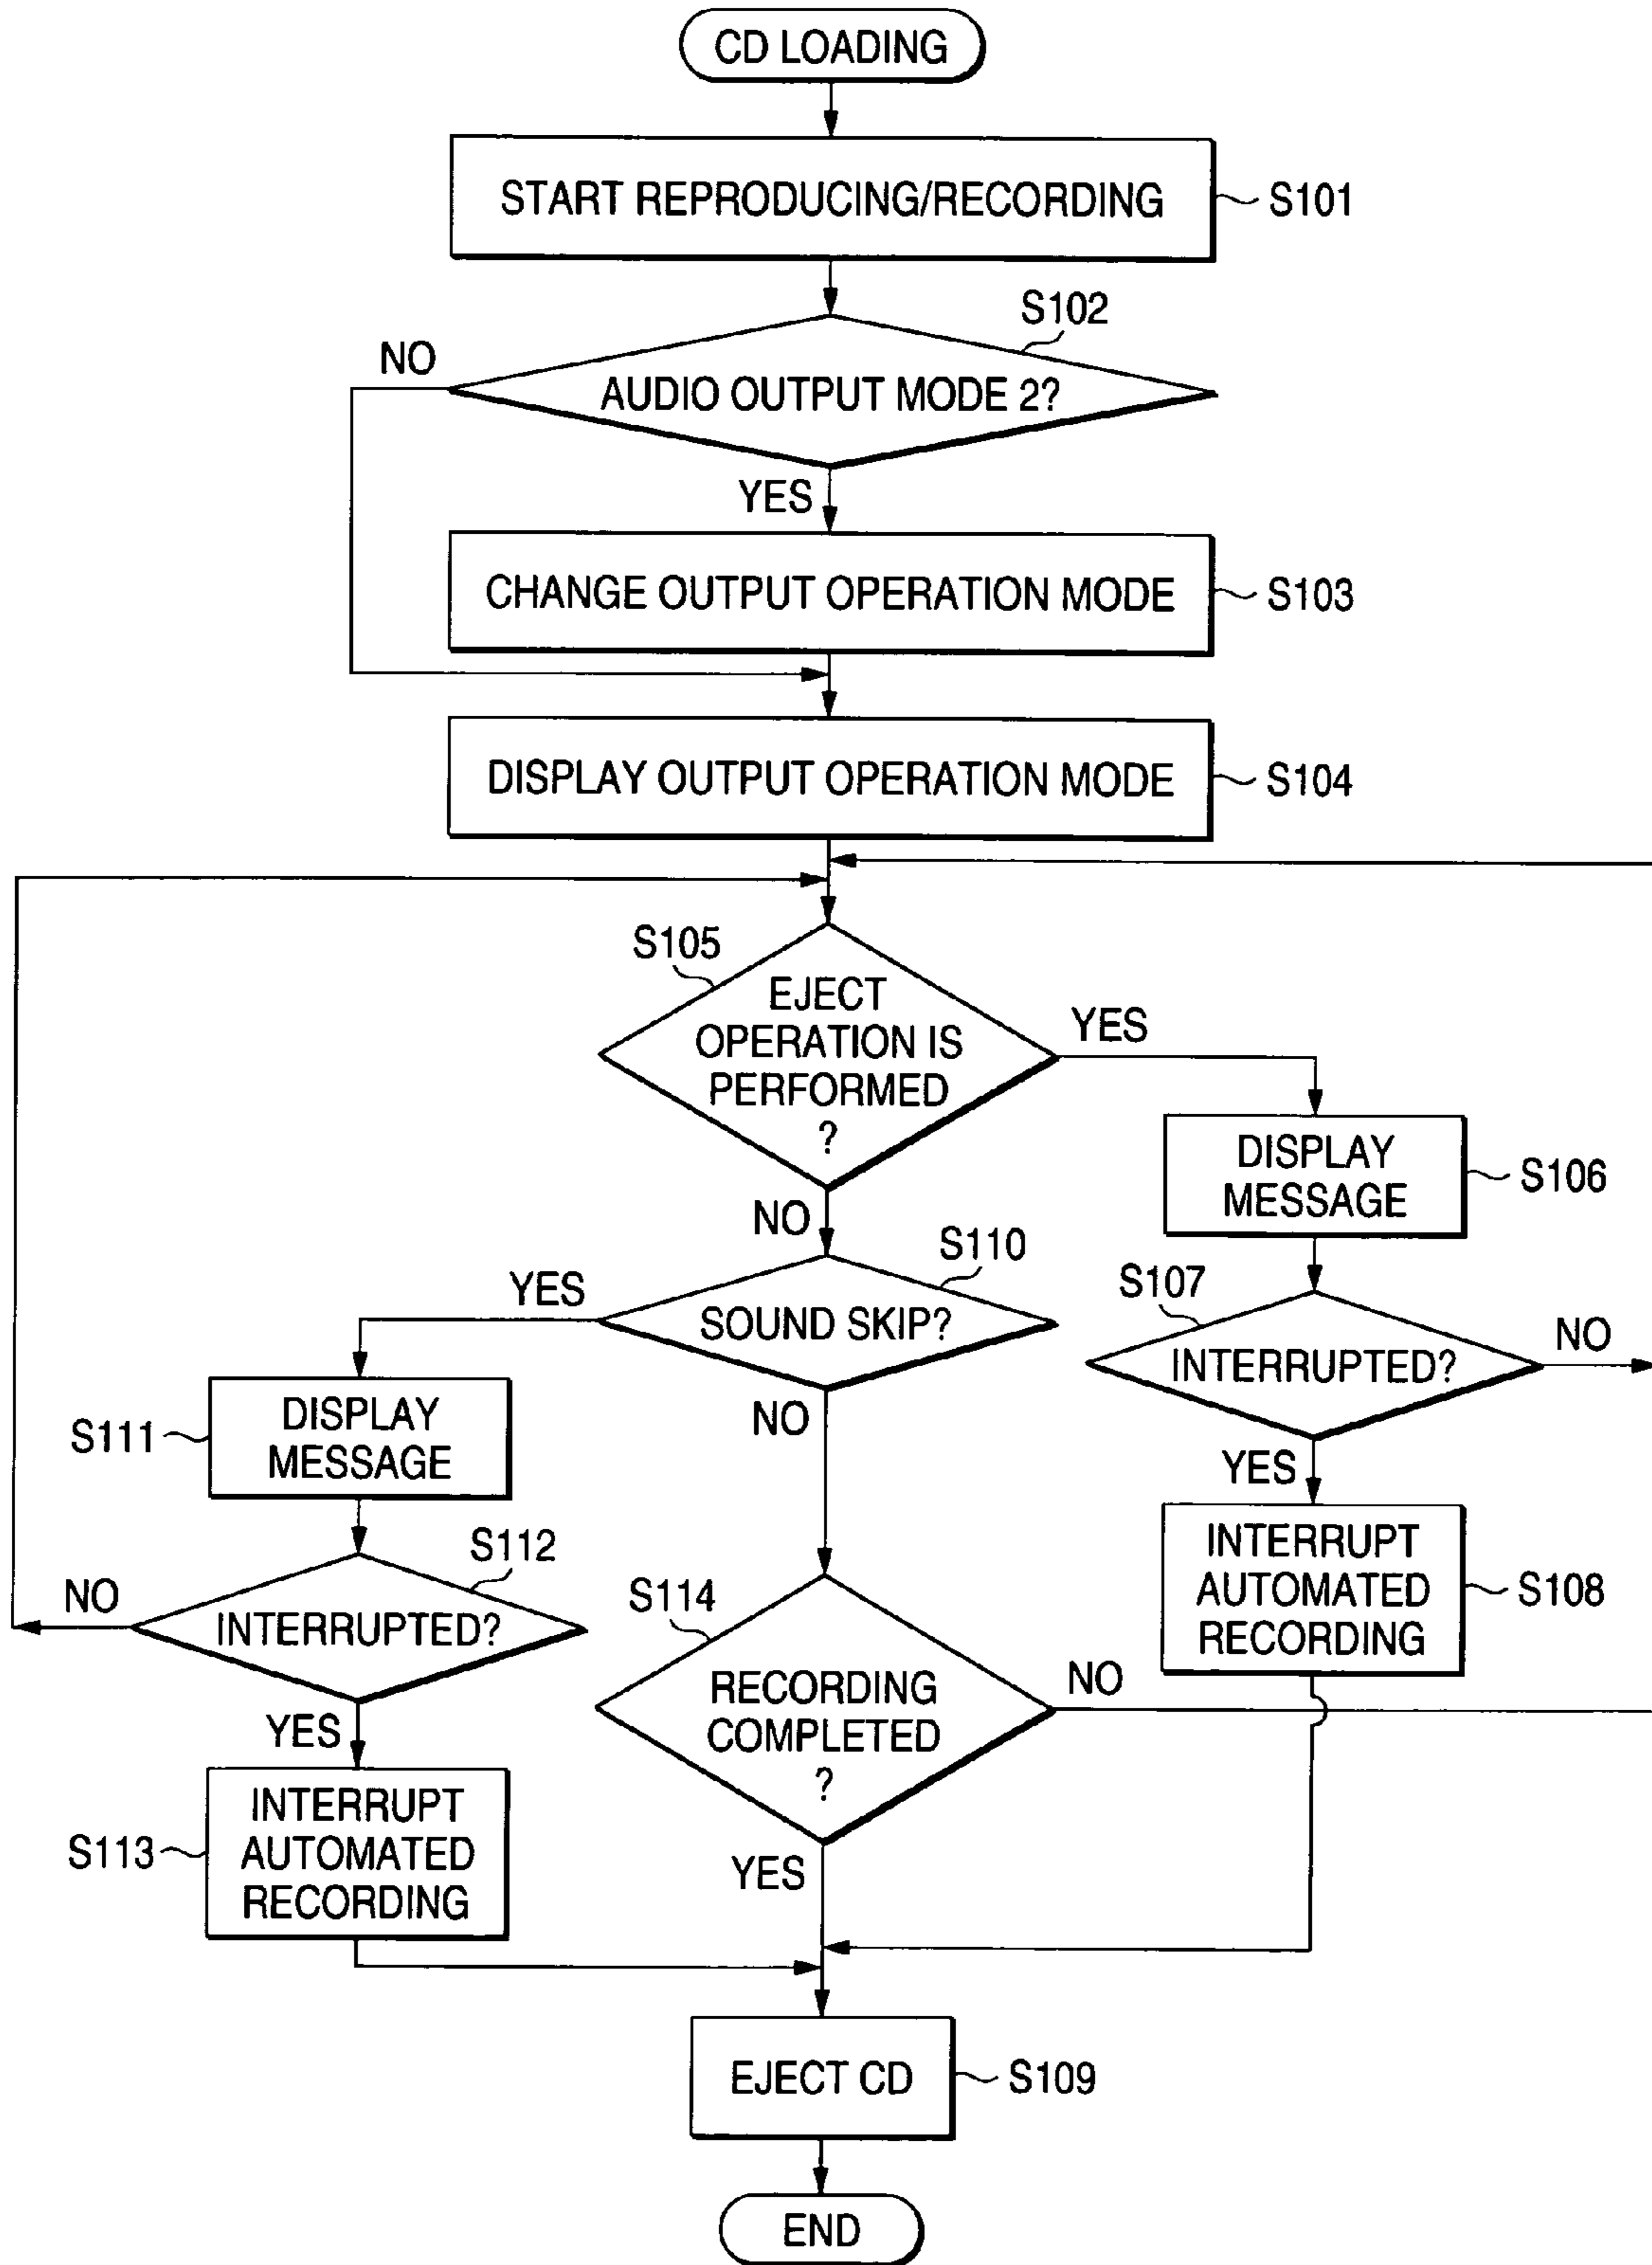 CD LOADING
START REPRODUCING/RECORDING
S101
S102
NO
AUDIO OUTPUT MODE 2?
YES
CHANGE OUTPUT OPERATION MODE
S103
DISPLAY OUTPUT OPERATION MODE
S104
S105
EJECT
OPERATION IS
PERFORMED
?
YES
NO
DISPLAY
MESSAGE
S106
S107
INTERRUPTED?
NO
YES
INTERRUPT
AUTOMATED
RECORDING
S108
S110
SOUND SKIP?
YES
NO
DISPLAY
MESSAGE
S111
S112
INTERRUPTED?
NO
YES
INTERRUPT
AUTOMATED
RECORDING
S113
S114
RECORDING
COMPLETED
?
NO
YES
EJECT CD
S109
END